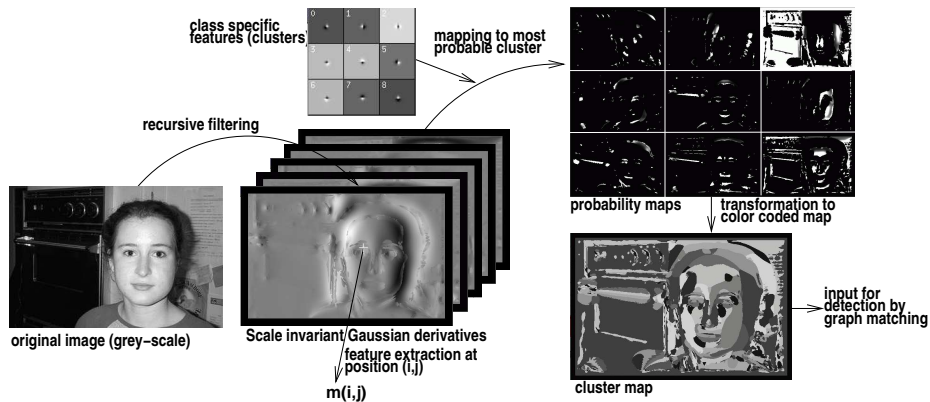 class specific
features (clusters)
0 1
3 4 5
6 7 8
mapping to most
probable cluster
recursive filtering
original image (grey-scale)
Scale invariant Gaussian derivatives
feature extraction at
position (i,j)
m(i,j)
probability maps
transformation to
color coded map
input for
detection by
graph matching
cluster map